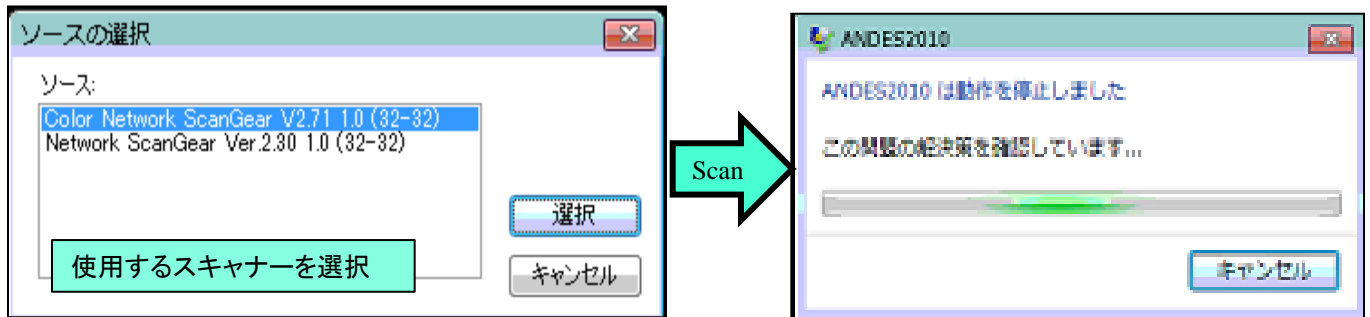 ソースの選択
ソース:
Color Network ScanGear V2.71 1.0 (32-32)
Network ScanGear Ver.2.30 1.0 (32-32)
選択
使用するスキャナーを選択
キャンセル
Scan
ANDES2010
ANDES2010 は動作を停止しました
この問題の解決策を確認しています...
キャンセル